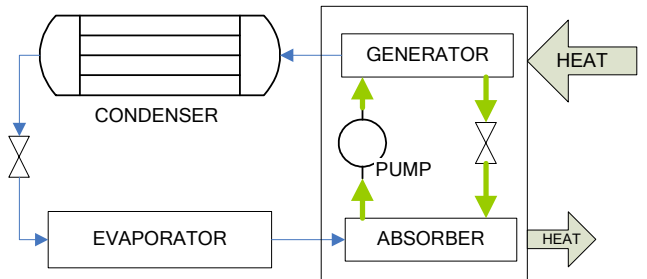 GENERATOR
HEAT
CONDENSER
PUMP
EVAPORATOR
ABSORBER
HEAT